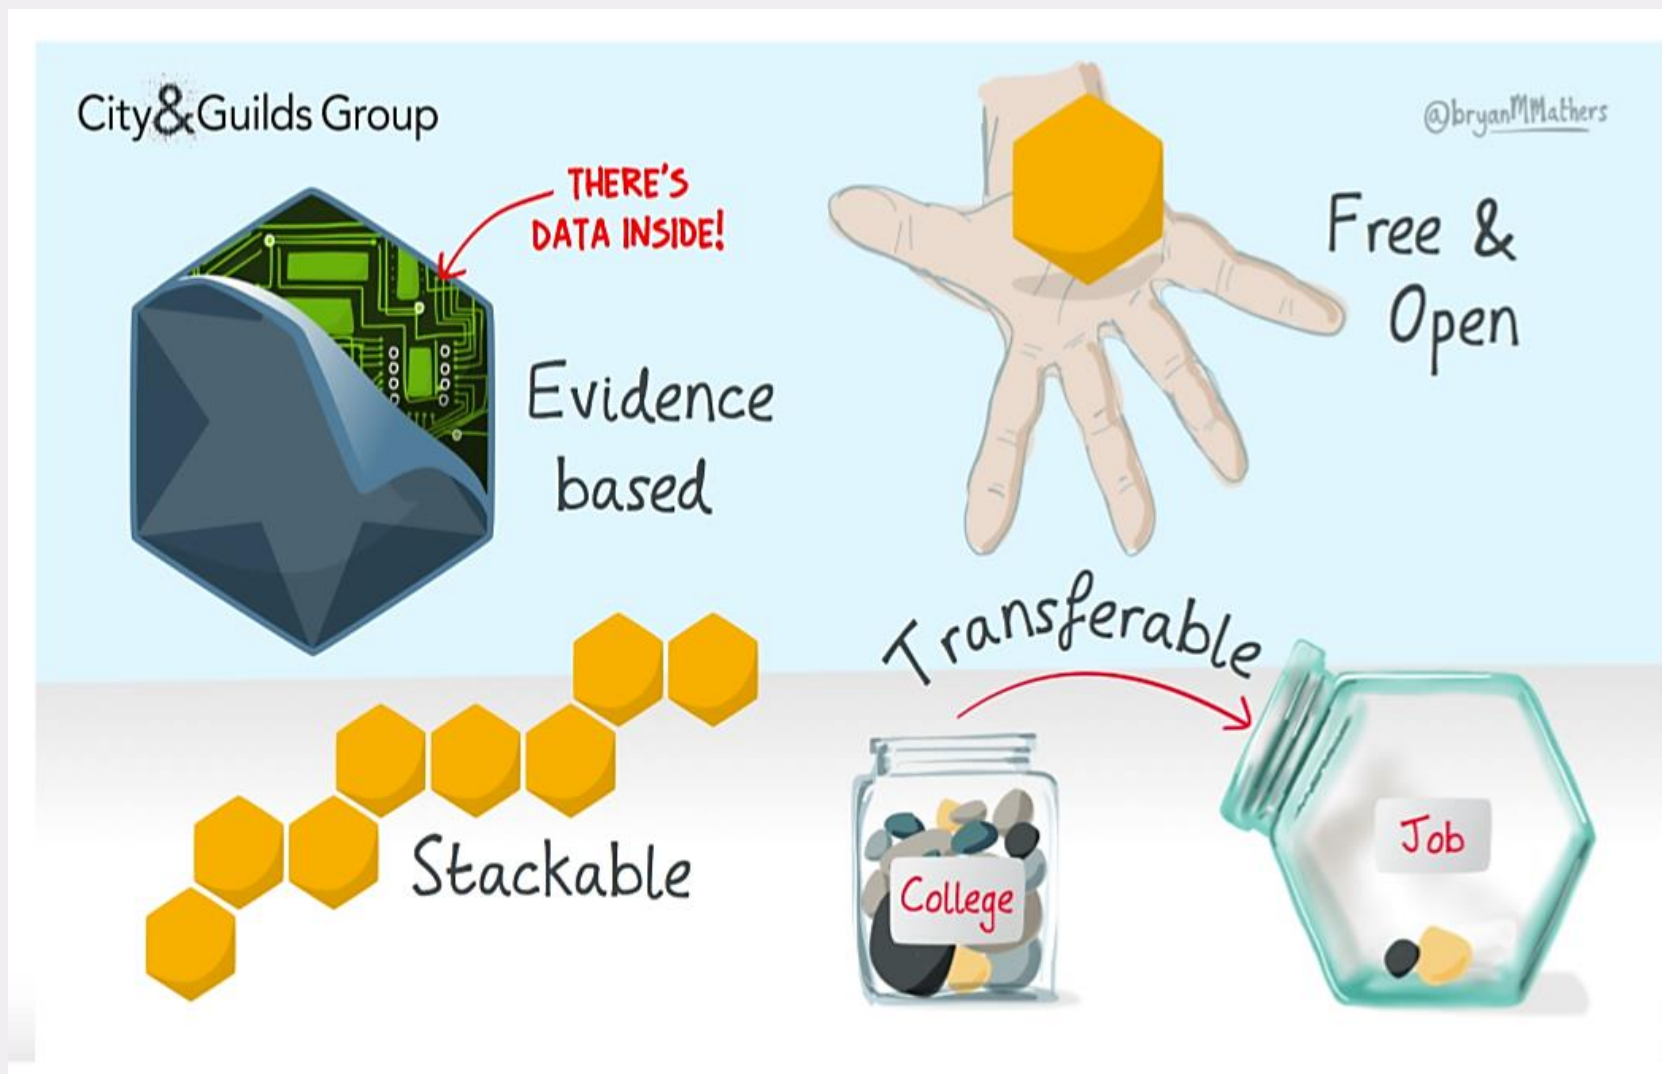 City&Guilds Group
@bryanMMathers
THERE'S
DATA INSIDE!
Free &
Open
Evidence
based
Transferable
Stackable
College
Job